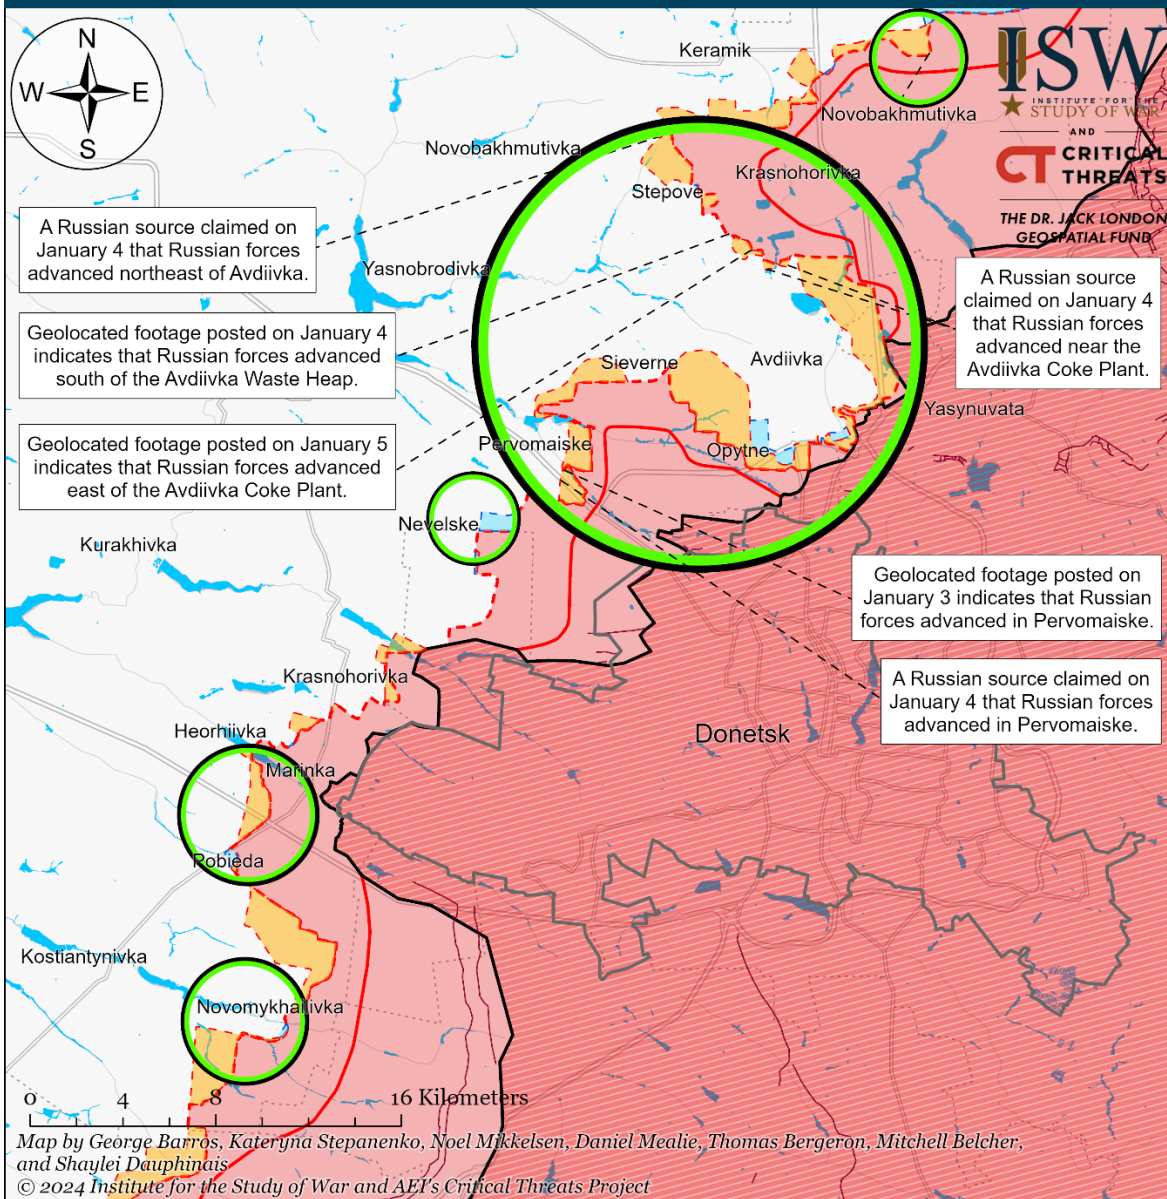 N
W E
S
Keramik
ISW
INSTITUTE FOR THE
STUDY OF WAR
AND
CT CRITICAL
THREATS
THE DR. JACK LONDON
GEOSPATIAL FUND
Novobakhmutivka
Novobakhmutivka
Krasnohorivka
Stepove
A Russian source claimed on
January 4 that Russian forces
advanced northeast of Avdiivka.
Yasnobrodivka
A Russian source
claimed on January 4
that Russian forces
advanced near the
Avdiivka Coke Plant.
Geolocated footage posted on January 4
indicates that Russian forces advanced
south of the Avdiivka Waste Heap.
Sieverne
Avdiivka
Yasynuvata
Geolocated footage posted on January 5
indicates that Russian forces advanced
east of the Avdiivka Coke Plant.
Pervomaiske
Opytne
Nevelske
Kurakhivka
Geolocated footage posted on
January 3 indicates that Russian
forces advanced in Pervomaiske.
Krasnohorivka
A Russian source claimed on
January 4 that Russian forces
advanced in Pervomaiske.
Heorhiivka
Donetsk
Marinka
Pobieda
Kostiantynivka
Novomykhailivka
0 4 8 16 Kilometers
Map by George Barros, Kateryna Stepanenko, Noel Mikkelsen, Daniel Mealie, Thomas Bergeron, Mitchell Belcher,
and Shaylei Dauphinais
© 2024 Institute for the Study of War and AEI's Critical Threats Project